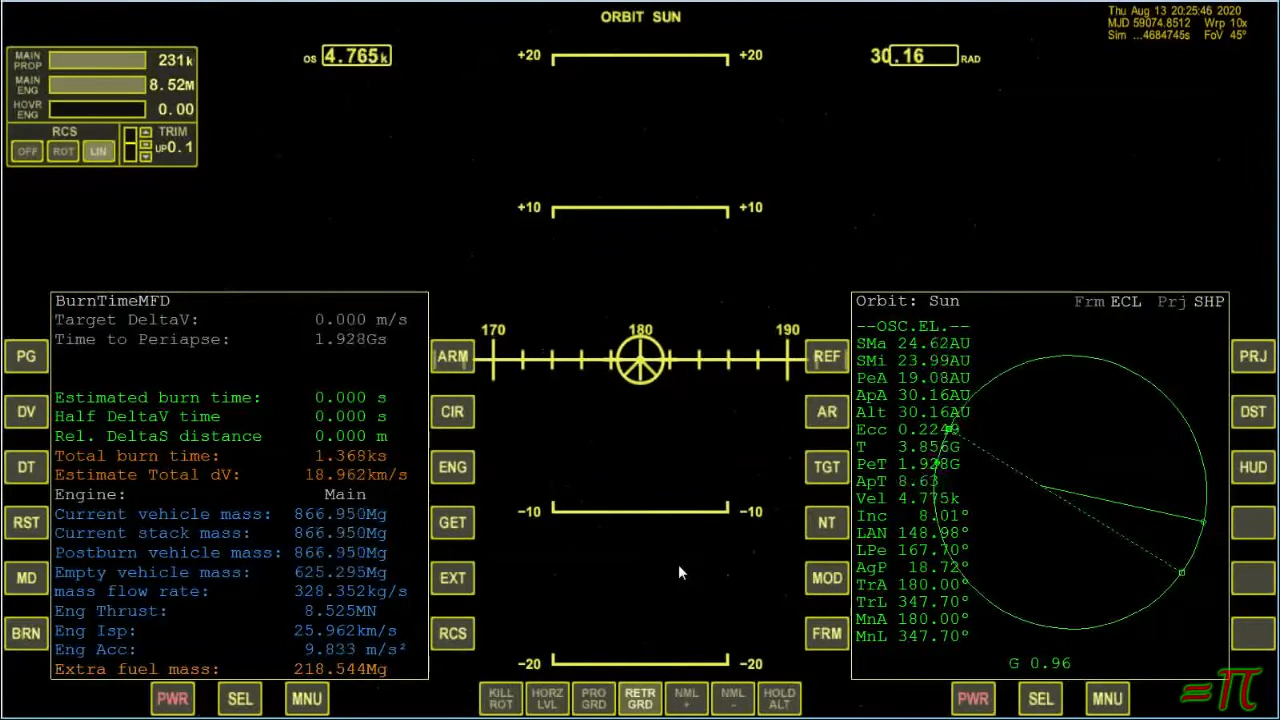 ORBIT SUN
Thu Aug 13 20:25:46 2020
MJD 59074.8512 Wrp 10x
Sim ...4684745s FoV 45°
MAIN PROP 231k
MAIN ENG 8.52M
HOVR ENG 0.00
RCS TRIM
OFF ROT LIN UP0.1
OS 4.765k
30.16 RAD
+20 +20
+10 +10
170 180 190
-10 -10
-20 -20
BurnTimeMFD
Target DeltaV: 0.000 m/s
Time to Periapse: 1.928Gs
Estimated burn time: 0.000 s
Half DeltaV time 0.000 s
Rel. DeltaS distance 0.000 m
Total burn time: 1.368ks
Estimate Total dV: 18.962km/s
Engine: Main
Current vehicle mass: 866.950Mg
Current stack mass: 866.950Mg
Postburn vehicle mass: 866.950Mg
Empty vehicle mass: 625.295Mg
mass flow rate: 328.352kg/s
Eng Thrust: 8.525MN
Eng Isp: 25.962km/s
Eng Acc: 9.833 m/s²
Extra fuel mass: 218.544Mg
PG
DV
DT
RST
MD
BRN
ARM
CIR
ENG
GET
EXT
RCS
PWR SEL MNU
KILL ROT
HORZ LVL
PRO GRD
RETR GRD
NML +
NML -
HOLD ALT
Orbit: Sun Frm ECL Prj SHP
--OSC.EL.--
SMa 24.62AU
SMi 23.99AU
PeA 19.08AU
ApA 30.16AU
Alt 30.16AU
Ecc 0.2249
T 3.856G
PeT 1.928G
ApT 8.63
Vel 4.775k
Inc 8.01°
LAN 148.98°
LPe 167.70°
AgP 18.72°
TrA 180.00°
TrL 347.70°
MnA 180.00°
MnL 347.70°
G 0.96
REF
AR
TGT
NT
MOD
FRM
PRJ
DST
HUD
PWR SEL MNU
=π